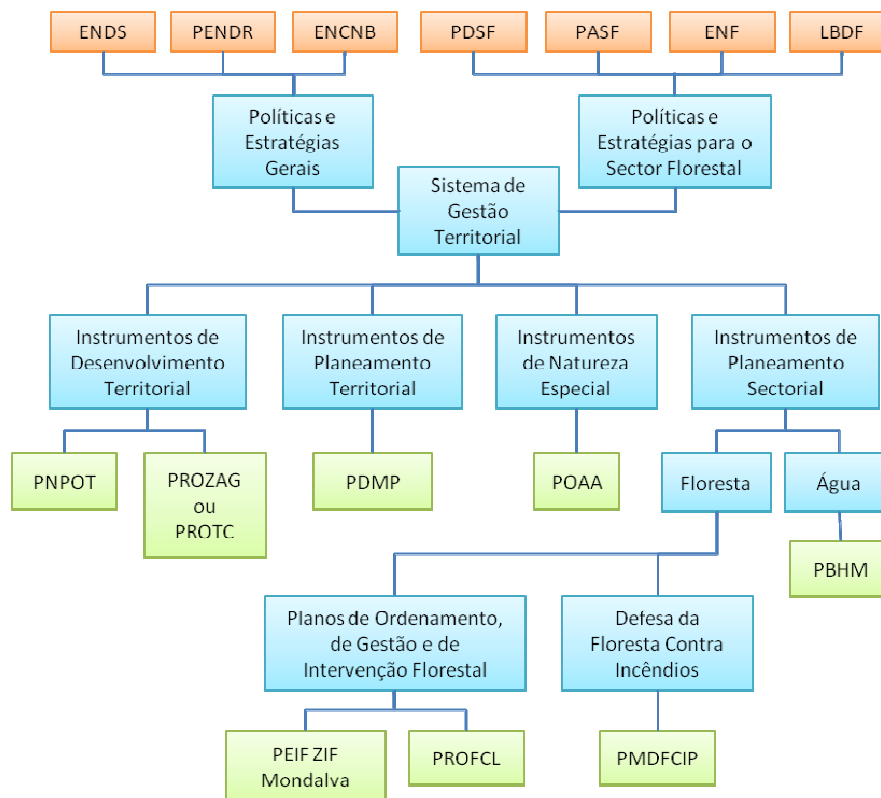 ENDS
PENDR
ENCNB
PDSF
PASF
ENF
LBDF
Políticas e
Estratégias
Gerais
Políticas e
Estratégias para o
Sector Florestal
Sistema de
Gestão
Territorial
Instrumentos de
Desenvolvimento
Territorial
Instrumentos de
Planeamento
Territorial
Instrumentos
de Natureza
Especial
Instrumentos de
Planeamento
Sectorial
PNPOT
PROZAG
ou
PROTC
PDMP
POAA
Floresta
Água
PBHM
Planos de Ordenamento,
de Gestão e de
Intervenção Florestal
Defesa da
Floresta Contra
Incêndios
PEIF ZIF
Mondalva
PROFCL
PMDFCIP